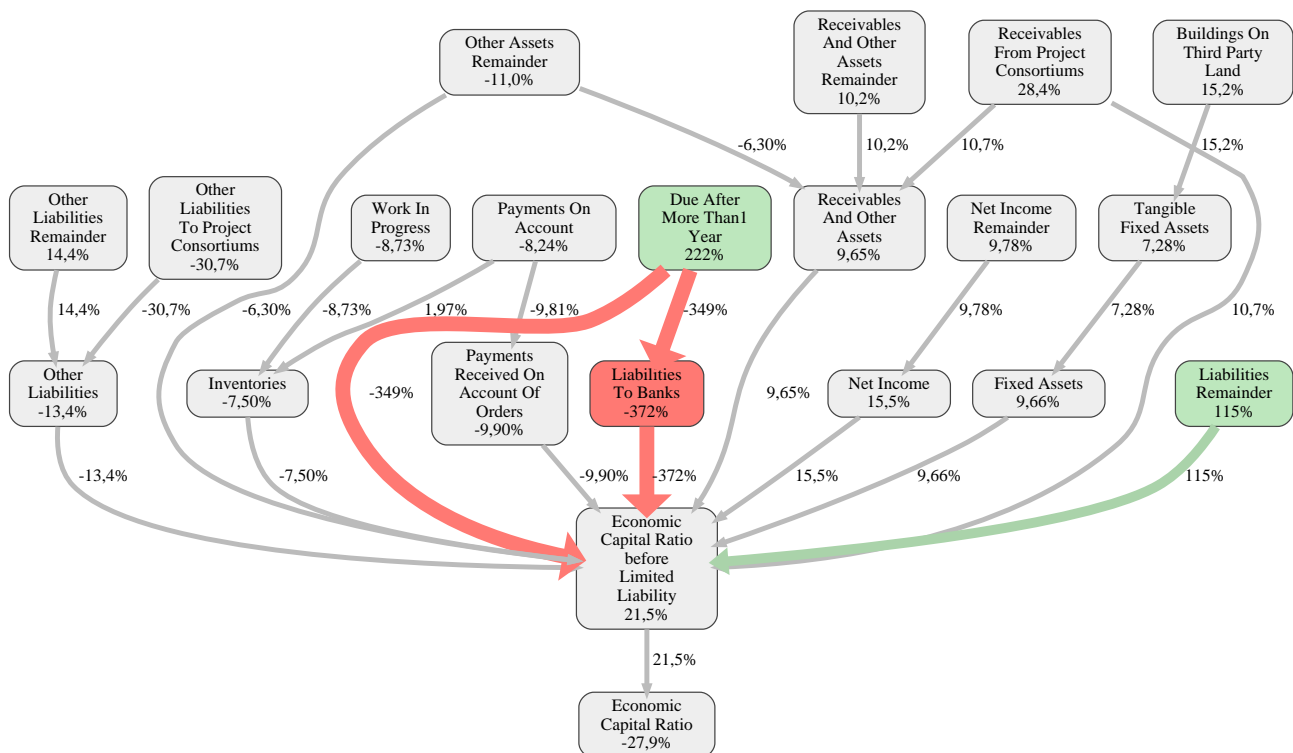 Other Assets
Remainder
-11,0%
Receivables
And Other
Assets
Remainder
10,2%
Receivables
From Project
Consortiums
28,4%
Buildings On
Third Party
Land
15,2%
-6,30%
10,2%
10,7%
15,2%
Other
Liabilities
Remainder
14,4%
Other
Liabilities
To Project
Consortiums
-30,7%
Work In
Progress
-8,73%
Payments On
Account
-8,24%
Due After
More Than1
Year
222%
Receivables
And Other
Assets
9,65%
Net Income
Remainder
9,78%
Tangible
Fixed Assets
7,28%
14,4%
-30,7%
-6,30%
-8,73%
1,97%
-9,81%
-349%
9,78%
7,28%
10,7%
Other
Liabilities
-13,4%
Inventories
-7,50%
-349%
Payments
Received On
Account Of
Orders
-9,90%
Liabilities
To Banks
-372%
9,65%
Net Income
15,5%
Fixed Assets
9,66%
Liabilities
Remainder
115%
-13,4%
-7,50%
-9,90%
-372%
15,5%
9,66%
115%
Economic
Capital Ratio
before
Limited
Liability
21,5%
21,5%
Economic
Capital Ratio
-27,9%